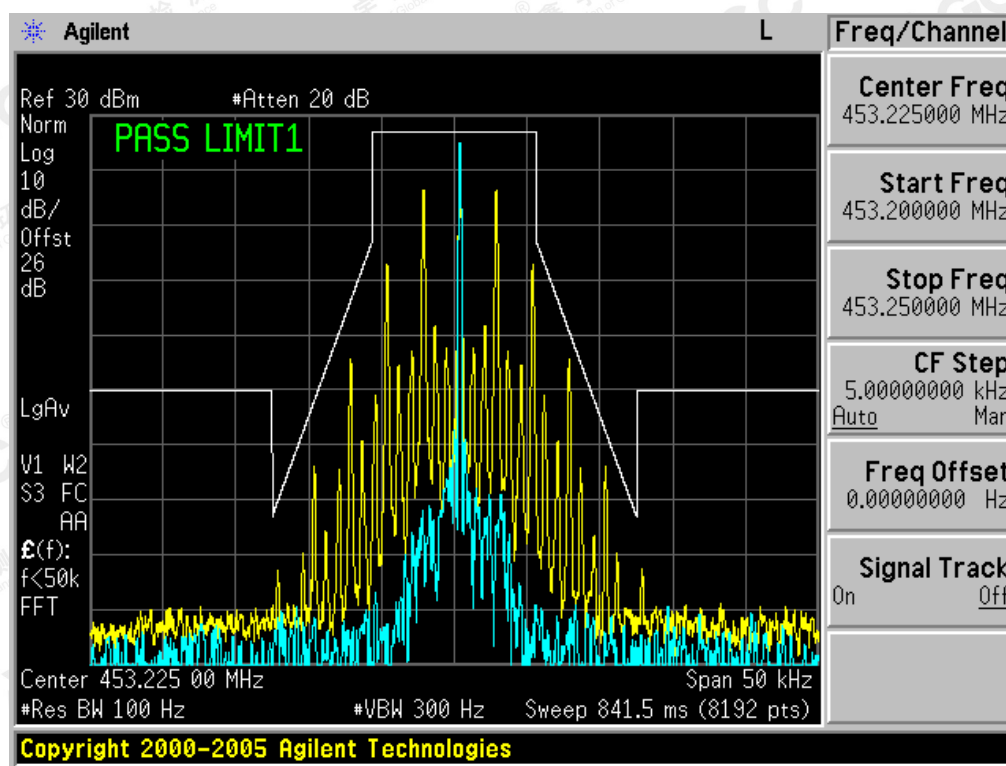 Agilent
L
Freq/Channel
Ref 30 dBm #Atten 20 dB
Norm
Log
10
dB/
Offst
26
dB
PASS LIMIT1
LgAv
V1 W2
S3 FC
AA
£(f):
f<50k
FFT
Center 453.225 00 MHz Span 50 kHz
#Res BW 100 Hz #VBW 300 Hz Sweep 841.5 ms (8192 pts)
Copyright 2000-2005 Agilent Technologies
Center Freq
453.225000 MHz
Start Freq
453.200000 MHz
Stop Freq
453.250000 MHz
CF Step
5.00000000 kHz
Auto Man
Freq Offset
0.00000000 Hz
Signal Track
On Off